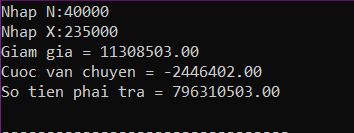 Nhap N:40000
Nhap X:235000
Giam gia = 11308503.00
Cuoc van chuyen = -2446402.00
So tien phai tra = 796310503.00
--------------------------------